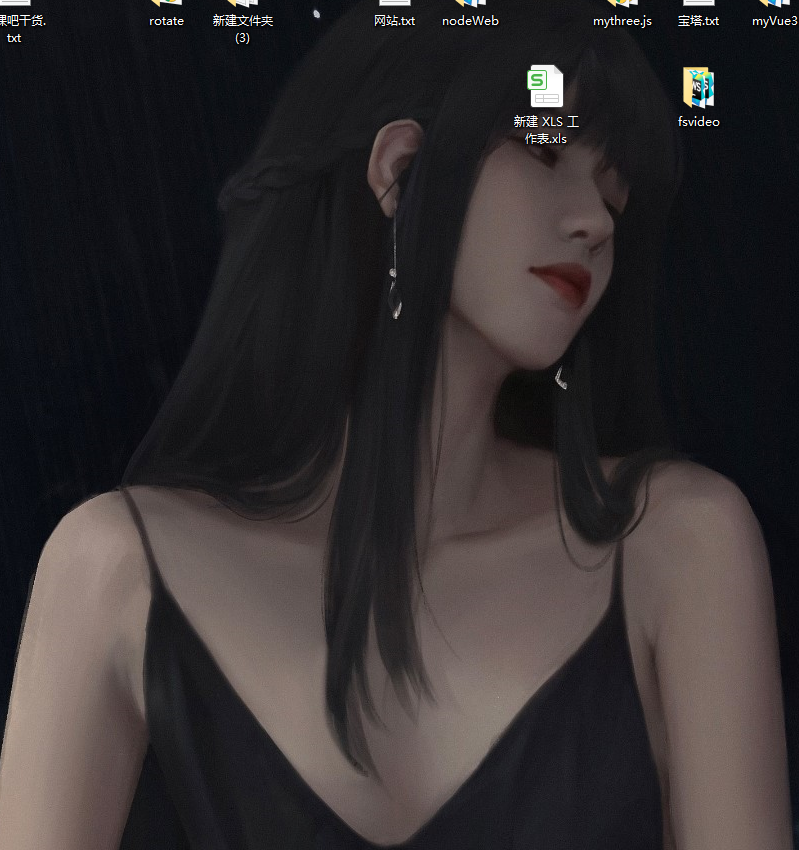 课吧干货.
txt
rotate
新建文件夹
(3)
网站.txt
nodeWeb
mythree.js
宝塔.txt
myVue3
新建 XLS 工
作表.xls
fsvideo